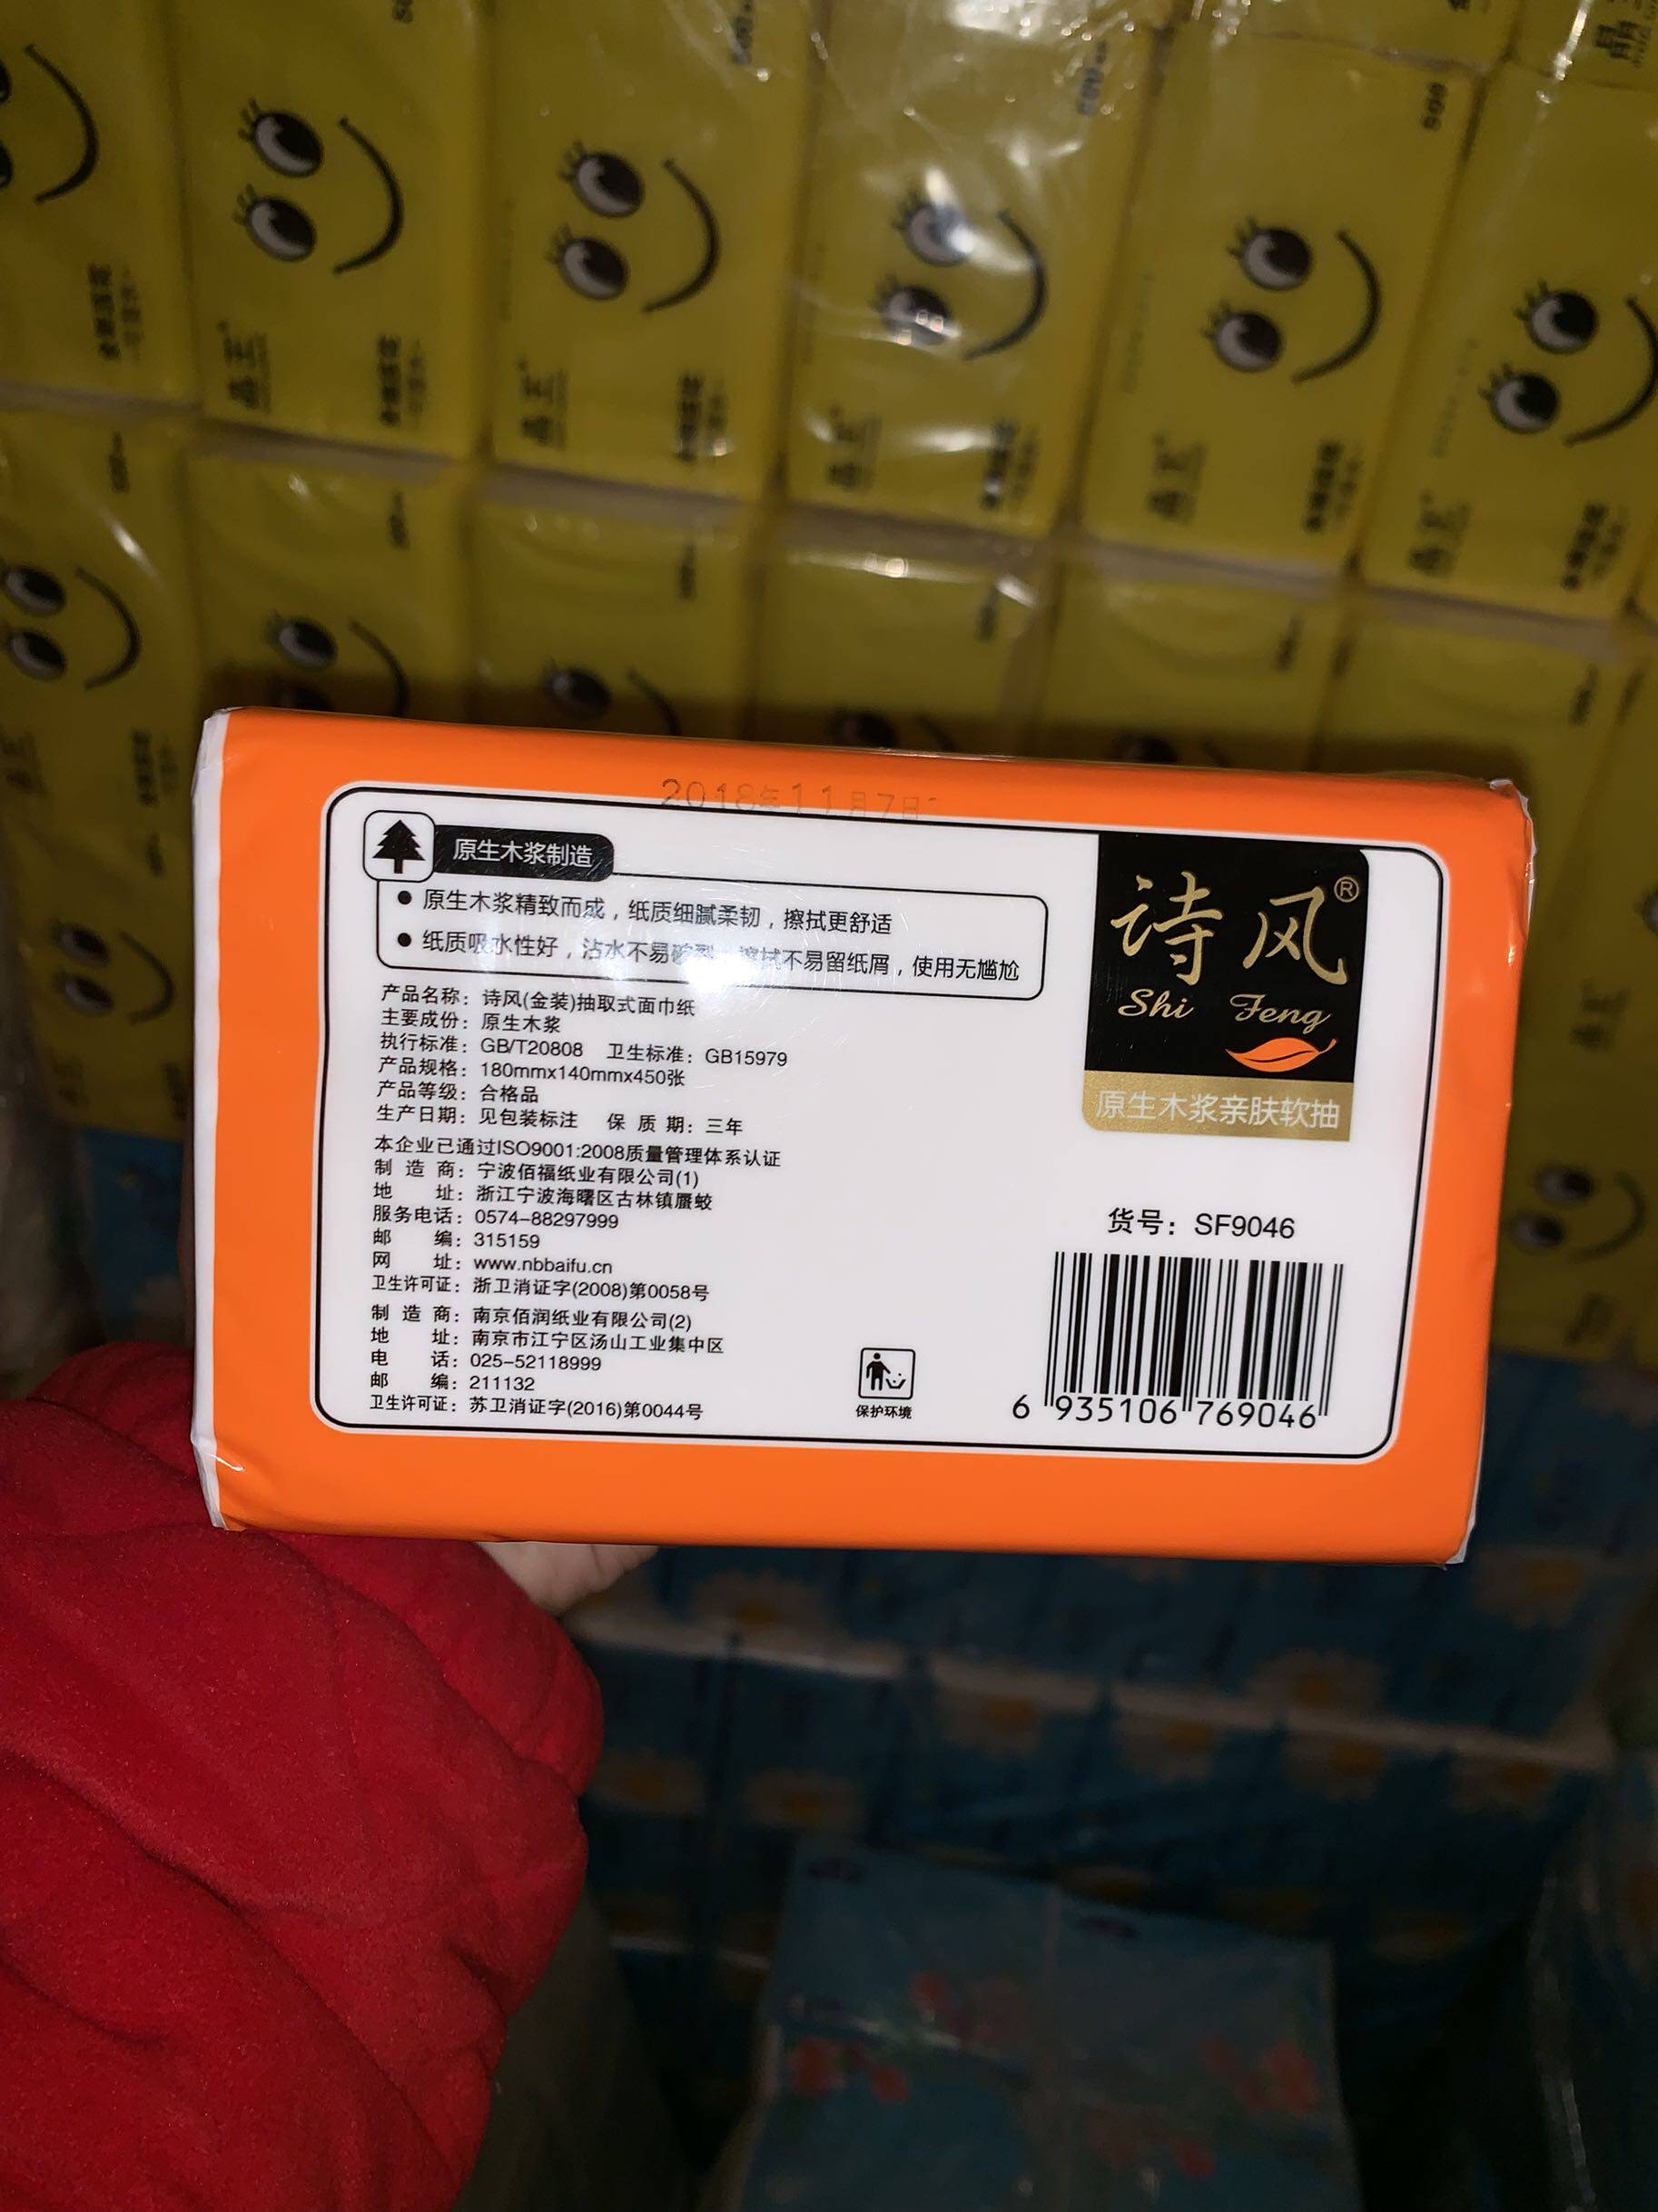 2018年11月7日
原生木浆制造
● 原生木浆精致而成，纸质细腻柔韧，擦拭更舒适
● 纸质吸水性好，沾水不易破裂，擦拭不易留纸屑，使用无尴尬
产品名称：诗风(金装)抽取式面巾纸
主要成份：原生木浆
执行标准：GB/T20808 卫生标准：GB15979
产品规格：180mmx140mmx450张
产品等级：合格品
生产日期：见包装标注 保质期：三年
本企业已通过ISO9001:2008质量管理体系认证
制造商：宁波佰福纸业有限公司(1)
地址：浙江宁波海曙区古林镇蜃蛟
服务电话：0574-88297999
邮编：315159
网址：www.nbbaifu.cn
卫生许可证：浙卫消证字(2008)第0058号
制造商：南京佰润纸业有限公司(2)
地址：南京市江宁区汤山工业集中区
电话：025-52118999
邮编：211132
卫生许可证：苏卫消证字(2016)第0044号
保护环境
诗风®
Shi Feng
原生木浆亲肤软抽
货号：SF9046
6 935106 769046